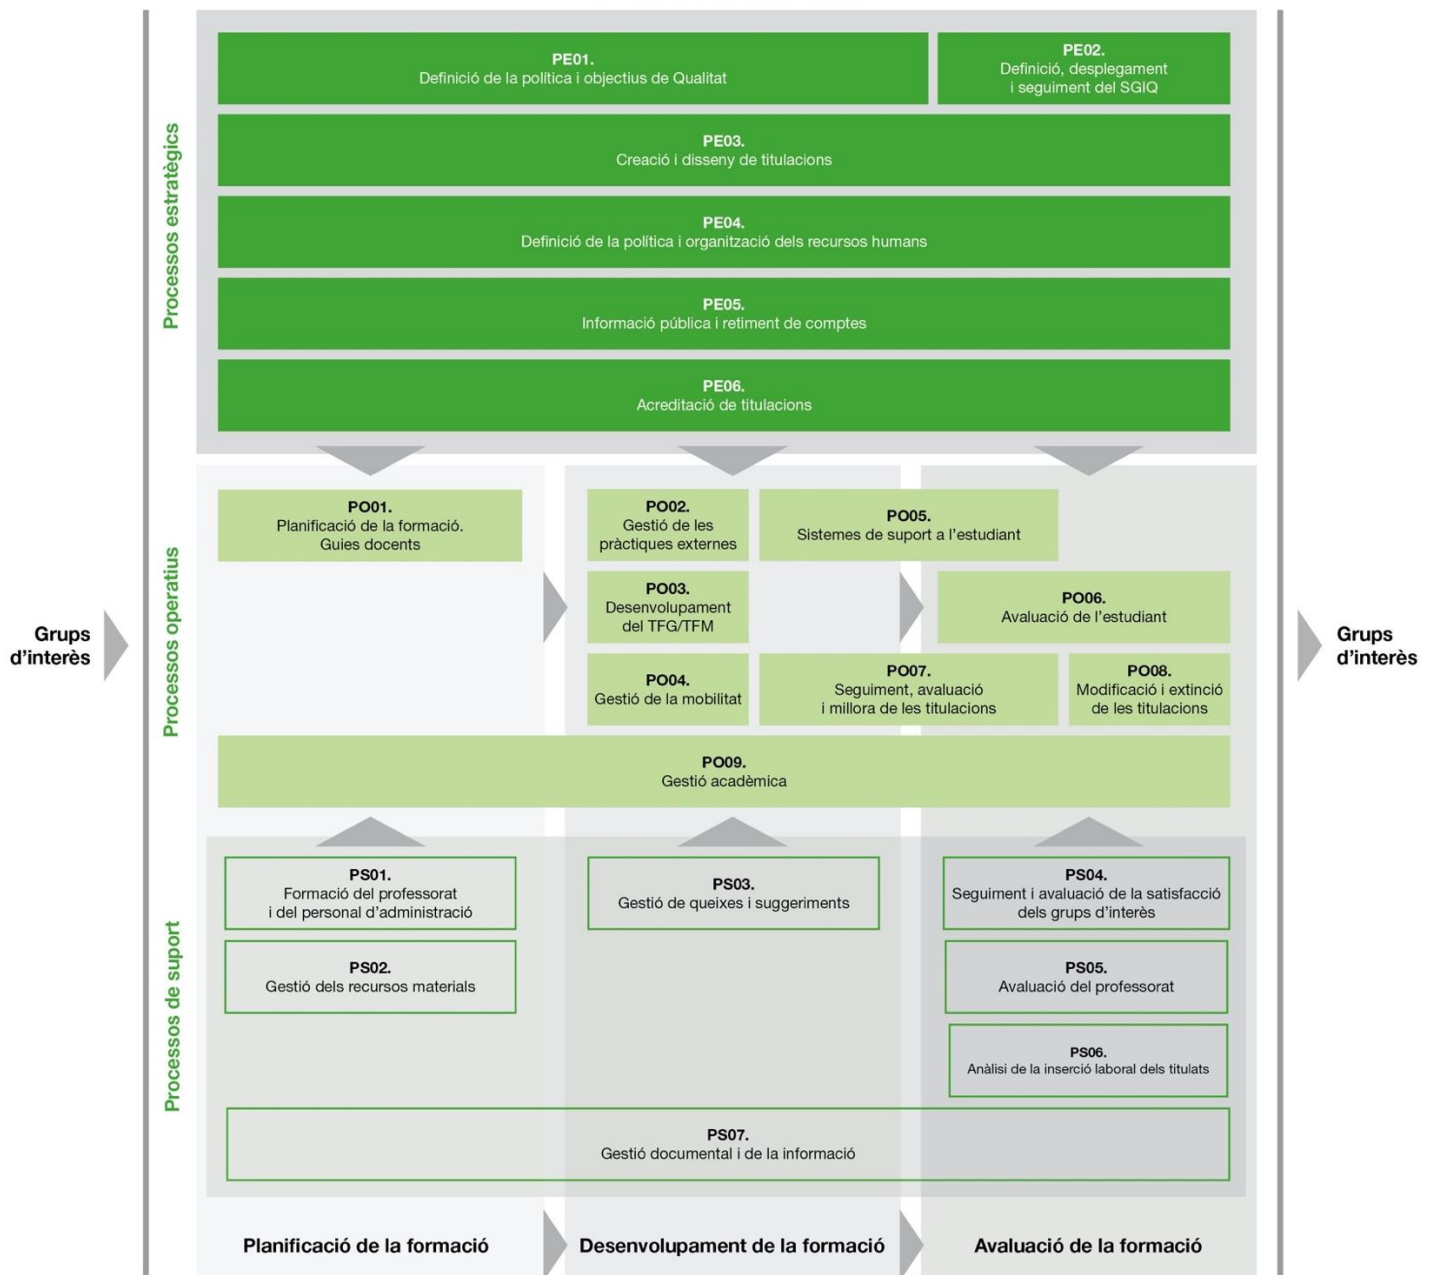 PE01.
Definició de la política i objectius de Qualitat
PE02.
Definició, desplegament
i seguiment del SGIQ
PE03.
Creació i disseny de titulacions
PE04.
Definició de la política i organització dels recursos humans
PE05.
Informació pública i retiment de comptes
PE06.
Acreditació de titulacions
Processos estratègics
PO01.
Planificació de la formació.
Guies docents
PO02.
Gestió de les
pràctiques externes
PO05.
Sistemes de suport a l’estudiant
PO03.
Desenvolupament
del TFG/TFM
PO06.
Avaluació de l’estudiant
PO04.
Gestió de la mobilitat
PO07.
Seguiment, avaluació
i millora de les titulacions
PO08.
Modificació i extinció
de les titulacions
PO09.
Gestió acadèmica
Processos operatius
Grups
d’interès
Grups
d’interès
PS01.
Formació del professorat
i del personal d’administració
PS03.
Gestió de queixes i suggeriments
PS04.
Seguiment i avaluació de la satisfacció
dels grups d’interès
PS02.
Gestió dels recursos materials
PS05.
Avaluació del professorat
PS06.
Anàlisi de la inserció laboral dels titulats
PS07.
Gestió documental i de la informació
Processos de suport
Planificació de la formació
Desenvolupament de la formació
Avaluació de la formació